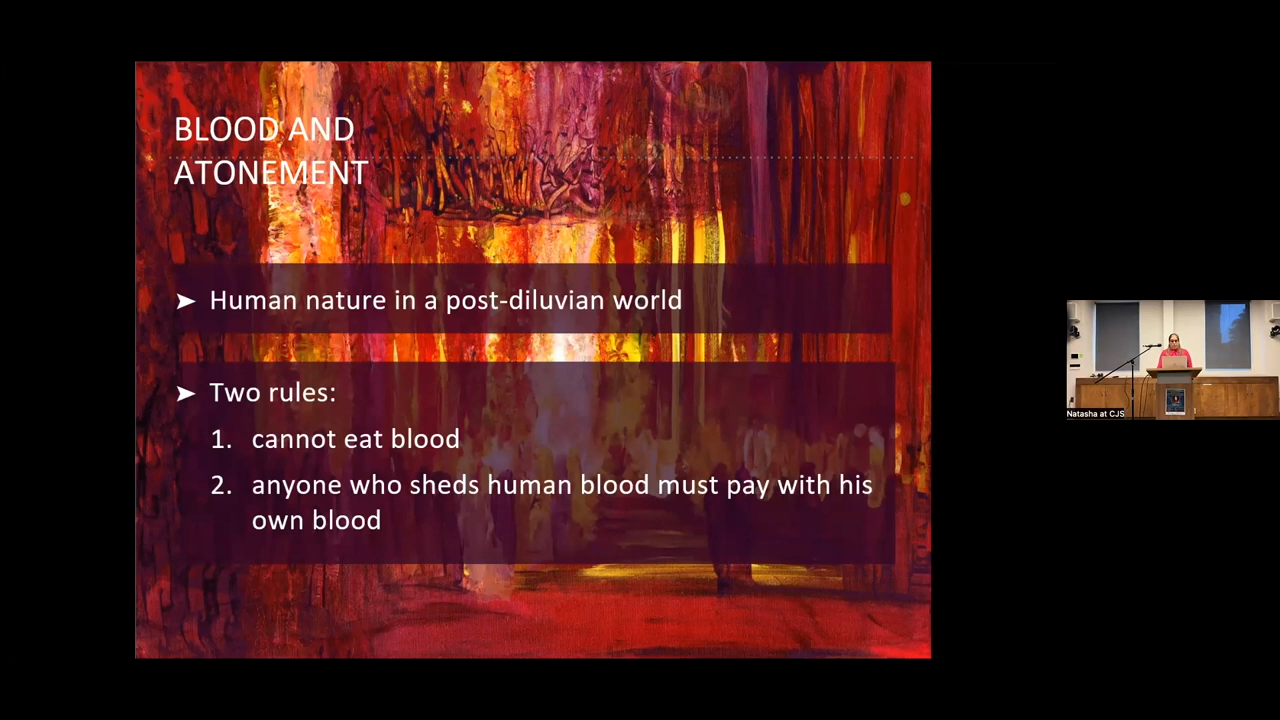 BLOOD AND
ATONEMENT
➤ Human nature in a post-diluvian world
➤ Two rules:
1. cannot eat blood
2. anyone who sheds human blood must pay with his
own blood
Natasha at CJS